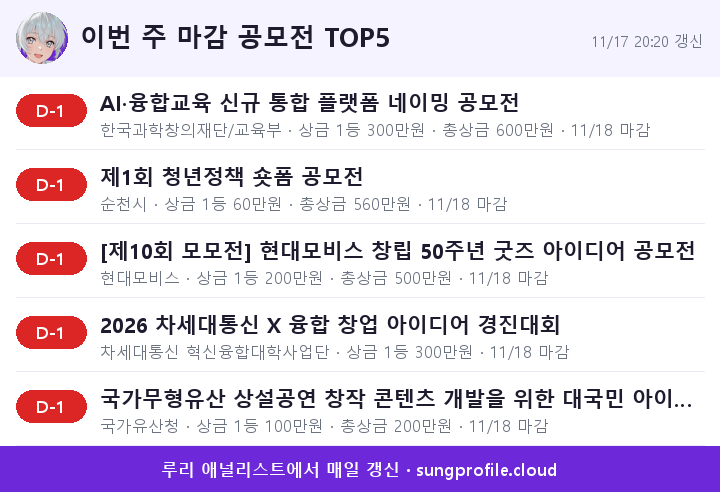 이번 주 마감 공모전 TOP5
11/17 20:20 갱신
D-1
AI·융합교육 신규 통합 플랫폼 네이밍 공모전
한국과학창의재단/교육부 · 상금 1등 300만원 · 총상금 600만원 · 11/18 마감
D-1
제1회 청년정책 숏폼 공모전
순천시 · 상금 1등 60만원 · 총상금 560만원 · 11/18 마감
D-1
[제10회 모모전] 현대모비스 창립 50주년 굿즈 아이디어 공모전
현대모비스 · 상금 1등 200만원 · 총상금 500만원 · 11/18 마감
D-1
2026 차세대통신 X 융합 창업 아이디어 경진대회
차세대통신 혁신융합대학사업단 · 상금 1등 300만원 · 11/18 마감
D-1
국가무형유산 상설공연 창작 콘텐츠 개발을 위한 대국민 아이...
국가유산청 · 상금 1등 100만원 · 총상금 200만원 · 11/18 마감
루리 애널리스트에서 매일 갱신 · sungprofile.cloud